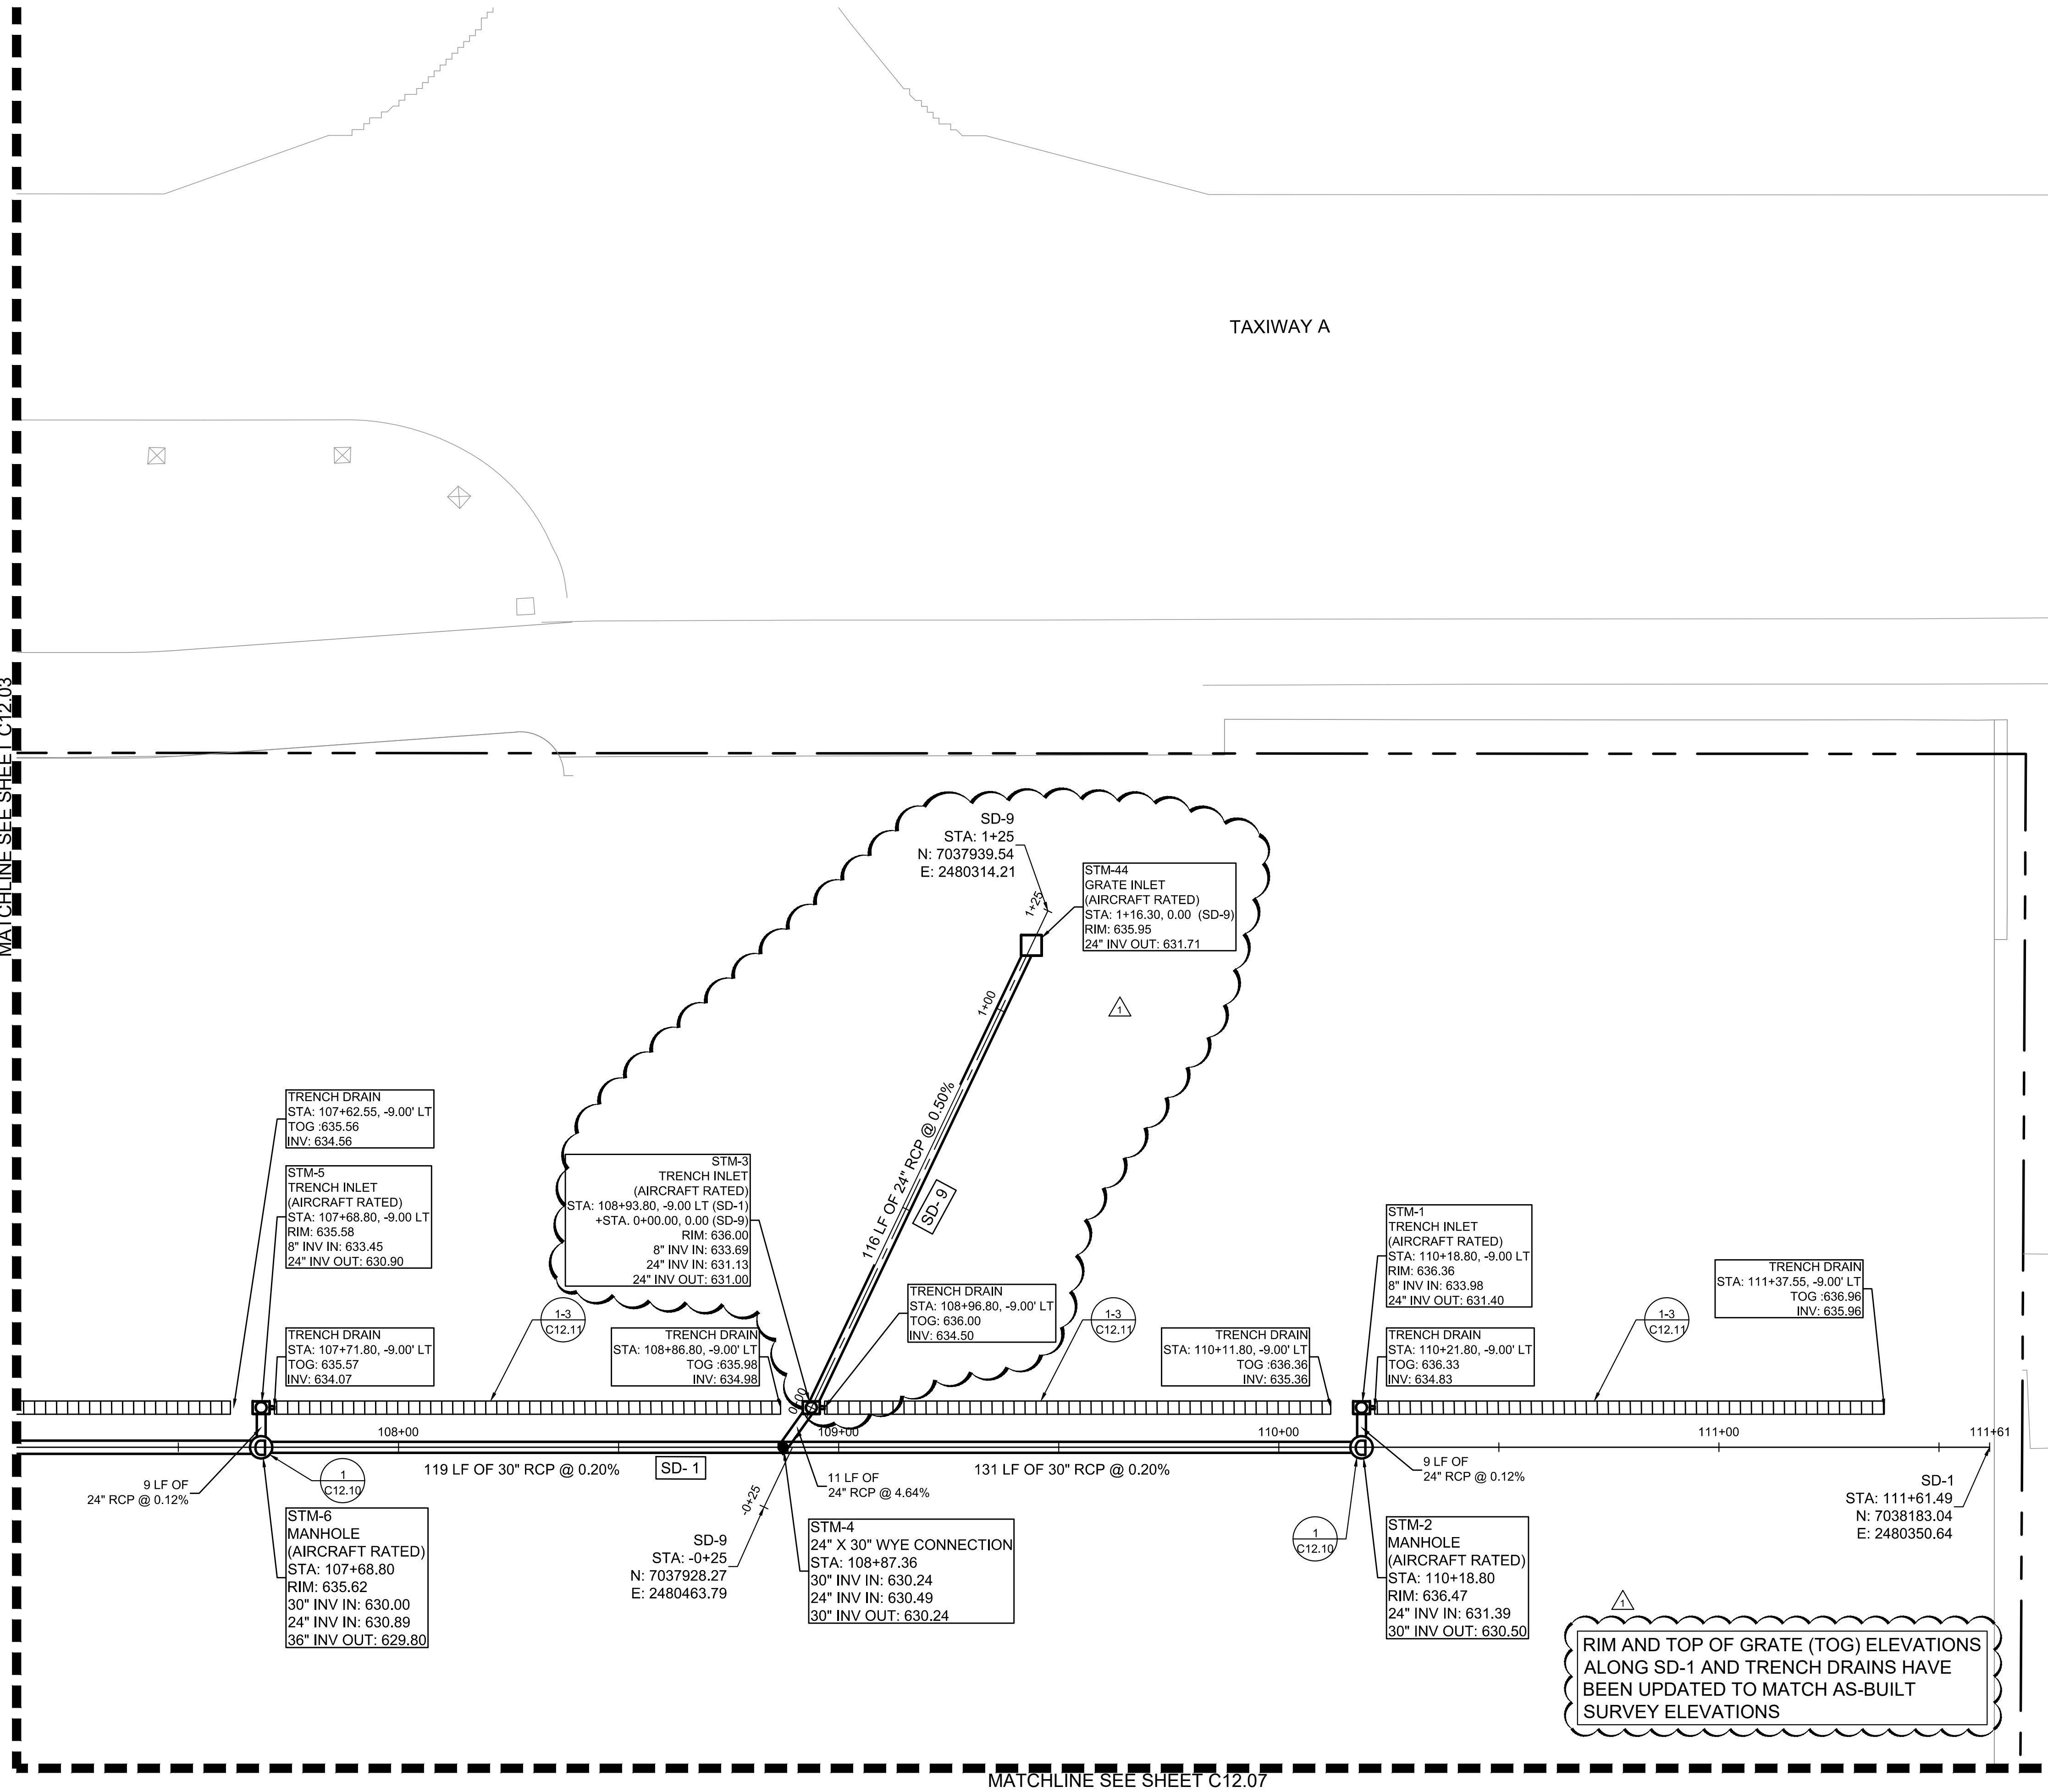 TAXIWAY A
MATCHLINE SEE SHEET C12.03
SD-9
STA: 1+25
N: 7037939.54
E: 2480314.21
1+25
STM-44
GRATE INLET
(AIRCRAFT RATED)
STA: 1+16.30, 0.00 (SD-9)
RIM: 635.95
24" INV OUT: 631.71
1
1+00
116 LF OF 24" RCP @ 0.50%
SD- 9
TRENCH DRAIN
STA: 107+62.55, -9.00' LT
TOG :635.56
INV: 634.56
STM-5
TRENCH INLET
(AIRCRAFT RATED)
STA: 107+68.80, -9.00 LT
RIM: 635.58
8" INV IN: 633.45
24" INV OUT: 630.90
TRENCH DRAIN
STA: 107+71.80, -9.00' LT
TOG: 635.57
INV: 634.07
STM-3
TRENCH INLET
(AIRCRAFT RATED)
STA: 108+93.80, -9.00 LT (SD-1)
+STA. 0+00.00, 0.00 (SD-9)
RIM: 636.00
8" INV IN: 633.69
24" INV IN: 631.13
24" INV OUT: 631.00
1-3
C12.11
TRENCH DRAIN
STA: 108+86.80, -9.00' LT
TOG :635.98
INV: 634.98
TRENCH DRAIN
STA: 108+96.80, -9.00' LT
TOG: 636.00
INV: 634.50
1-3
C12.11
TRENCH DRAIN
STA: 110+11.80, -9.00' LT
TOG :636.36
INV: 635.36
STM-1
TRENCH INLET
(AIRCRAFT RATED)
STA: 110+18.80, -9.00 LT
RIM: 636.36
8" INV IN: 633.98
24" INV OUT: 631.40
TRENCH DRAIN
STA: 110+21.80, -9.00' LT
TOG: 636.33
INV: 634.83
1-3
C12.11
TRENCH DRAIN
STA: 111+37.55, -9.00' LT
TOG :636.96
INV: 635.96
0+00
108+00
109+00
110+00
111+00
111+61
9 LF OF
24" RCP @ 0.12%
1
C12.10
119 LF OF 30" RCP @ 0.20%
SD- 1
-0+25
11 LF OF
24" RCP @ 4.64%
131 LF OF 30" RCP @ 0.20%
9 LF OF
24" RCP @ 0.12%
SD-1
STA: 111+61.49
N: 7038183.04
E: 2480350.64
STM-6
MANHOLE
(AIRCRAFT RATED)
STA: 107+68.80
RIM: 635.62
30" INV IN: 630.00
24" INV IN: 630.89
36" INV OUT: 629.80
SD-9
STA: -0+25
N: 7037928.27
E: 2480463.79
STM-4
24" X 30" WYE CONNECTION
STA: 108+87.36
30" INV IN: 630.24
24" INV IN: 630.49
30" INV OUT: 630.24
1
C12.10
STM-2
MANHOLE
(AIRCRAFT RATED)
STA: 110+18.80
RIM: 636.47
24" INV IN: 631.39
30" INV OUT: 630.50
1
RIM AND TOP OF GRATE (TOG) ELEVATIONS
ALONG SD-1 AND TRENCH DRAINS HAVE
BEEN UPDATED TO MATCH AS-BUILT
SURVEY ELEVATIONS
MATCHLINE SEE SHEET C12.07